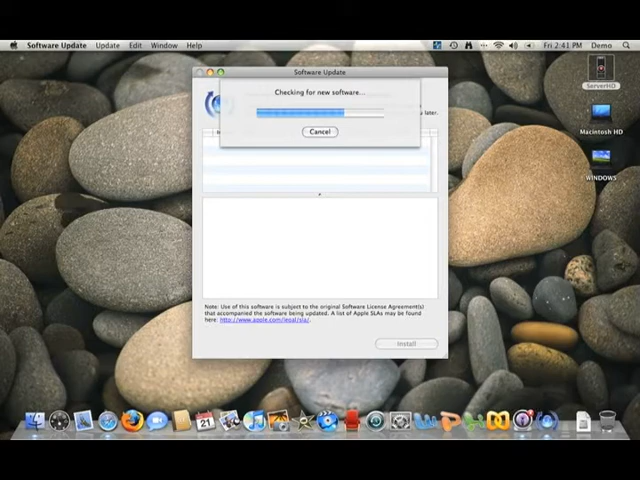 Software Update Update Edit Window Help Fri 2:41 PM Demo
Software Update
Checking for new software...
later.
Cancel
ServerHD
Macintosh HD
WINDOWS
Note: Use of this software is subject to the original Software License Agreement(s)
that accompanied the software being updated. A list of Apple SLAs may be found
here: http://www.apple.com/legal/sla/.
Install
21